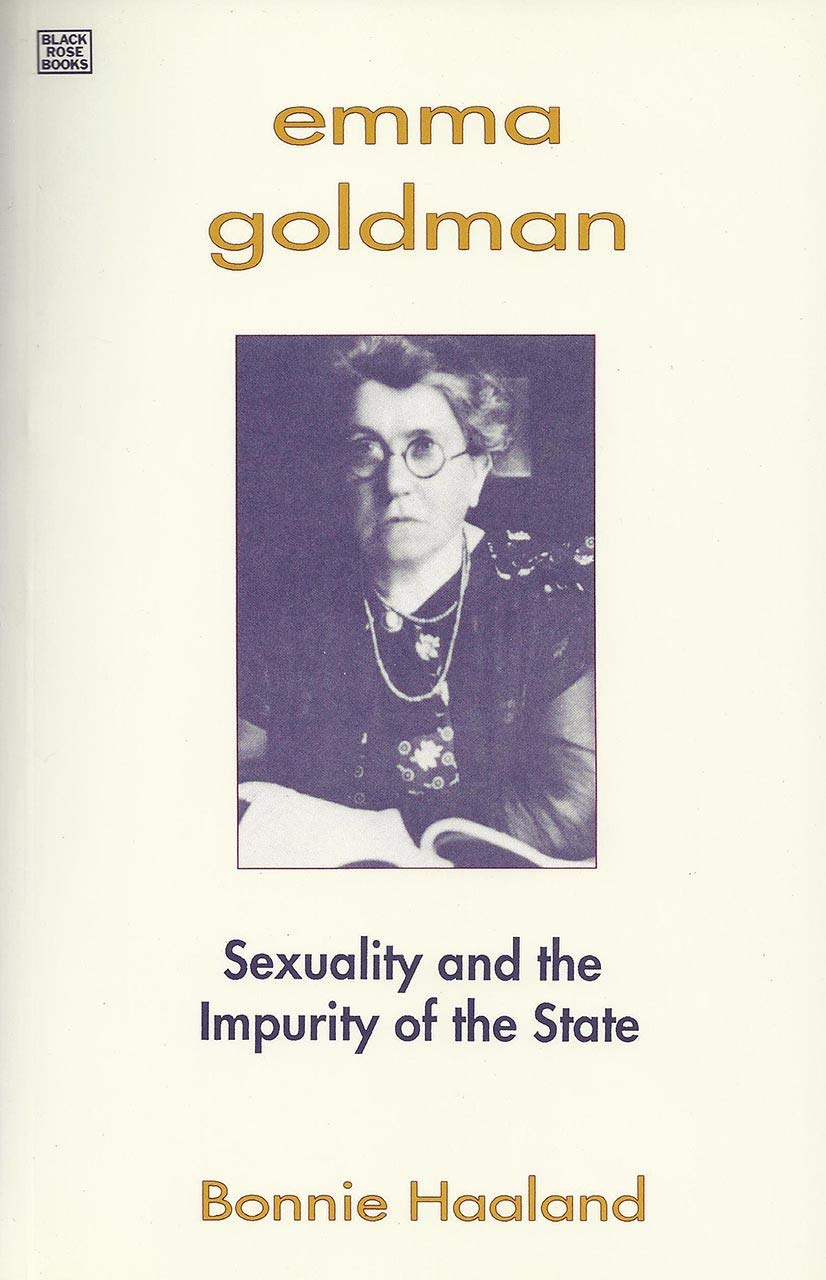 BLACK
ROSE
BOOKS
emma
goldman
Sexuality and the
Impurity of the State
Bonnie Haaland